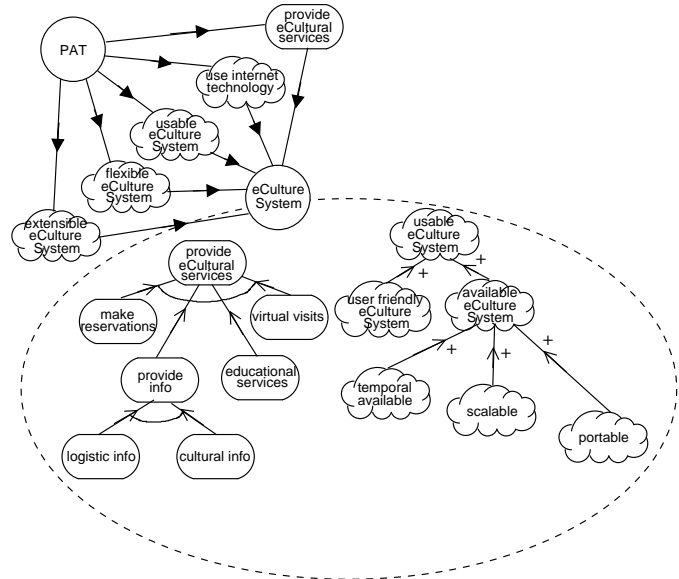 provide
eCultural
services
PAT
use internet
technology
usable
eCulture
System
flexible
eCulture
System
eCulture
System
extensible
eCulture
System
usable
eCulture
System
provide
eCultural
services
+
+
user friendly
eCulture
System
available
eCulture
System
make
reservations
virtual visits
+
+
+
provide
info
educational
services
temporal
available
scalable
portable
logistic info
cultural info